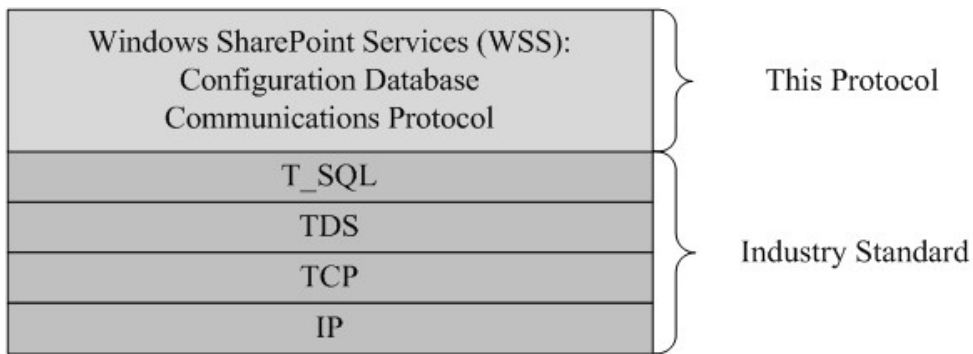 Windows SharePoint Services (WSS):
Configuration Database
Communications Protocol
This Protocol
T_SQL
TDS
TCP
IP
Industry Standard